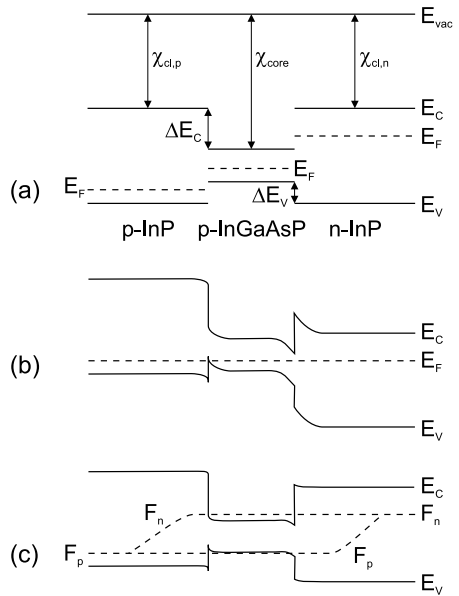 E_vac
χ_cl,p
χ_core
χ_cl,n
E_C
ΔE_C
E_F
(a)
E_F
E_F
ΔE_V
E_V
p-InP p-InGaAsP n-InP
E_C
(b)
E_F
E_V
E_C
F_n
F_n
(c)
F_p
F_p
E_V